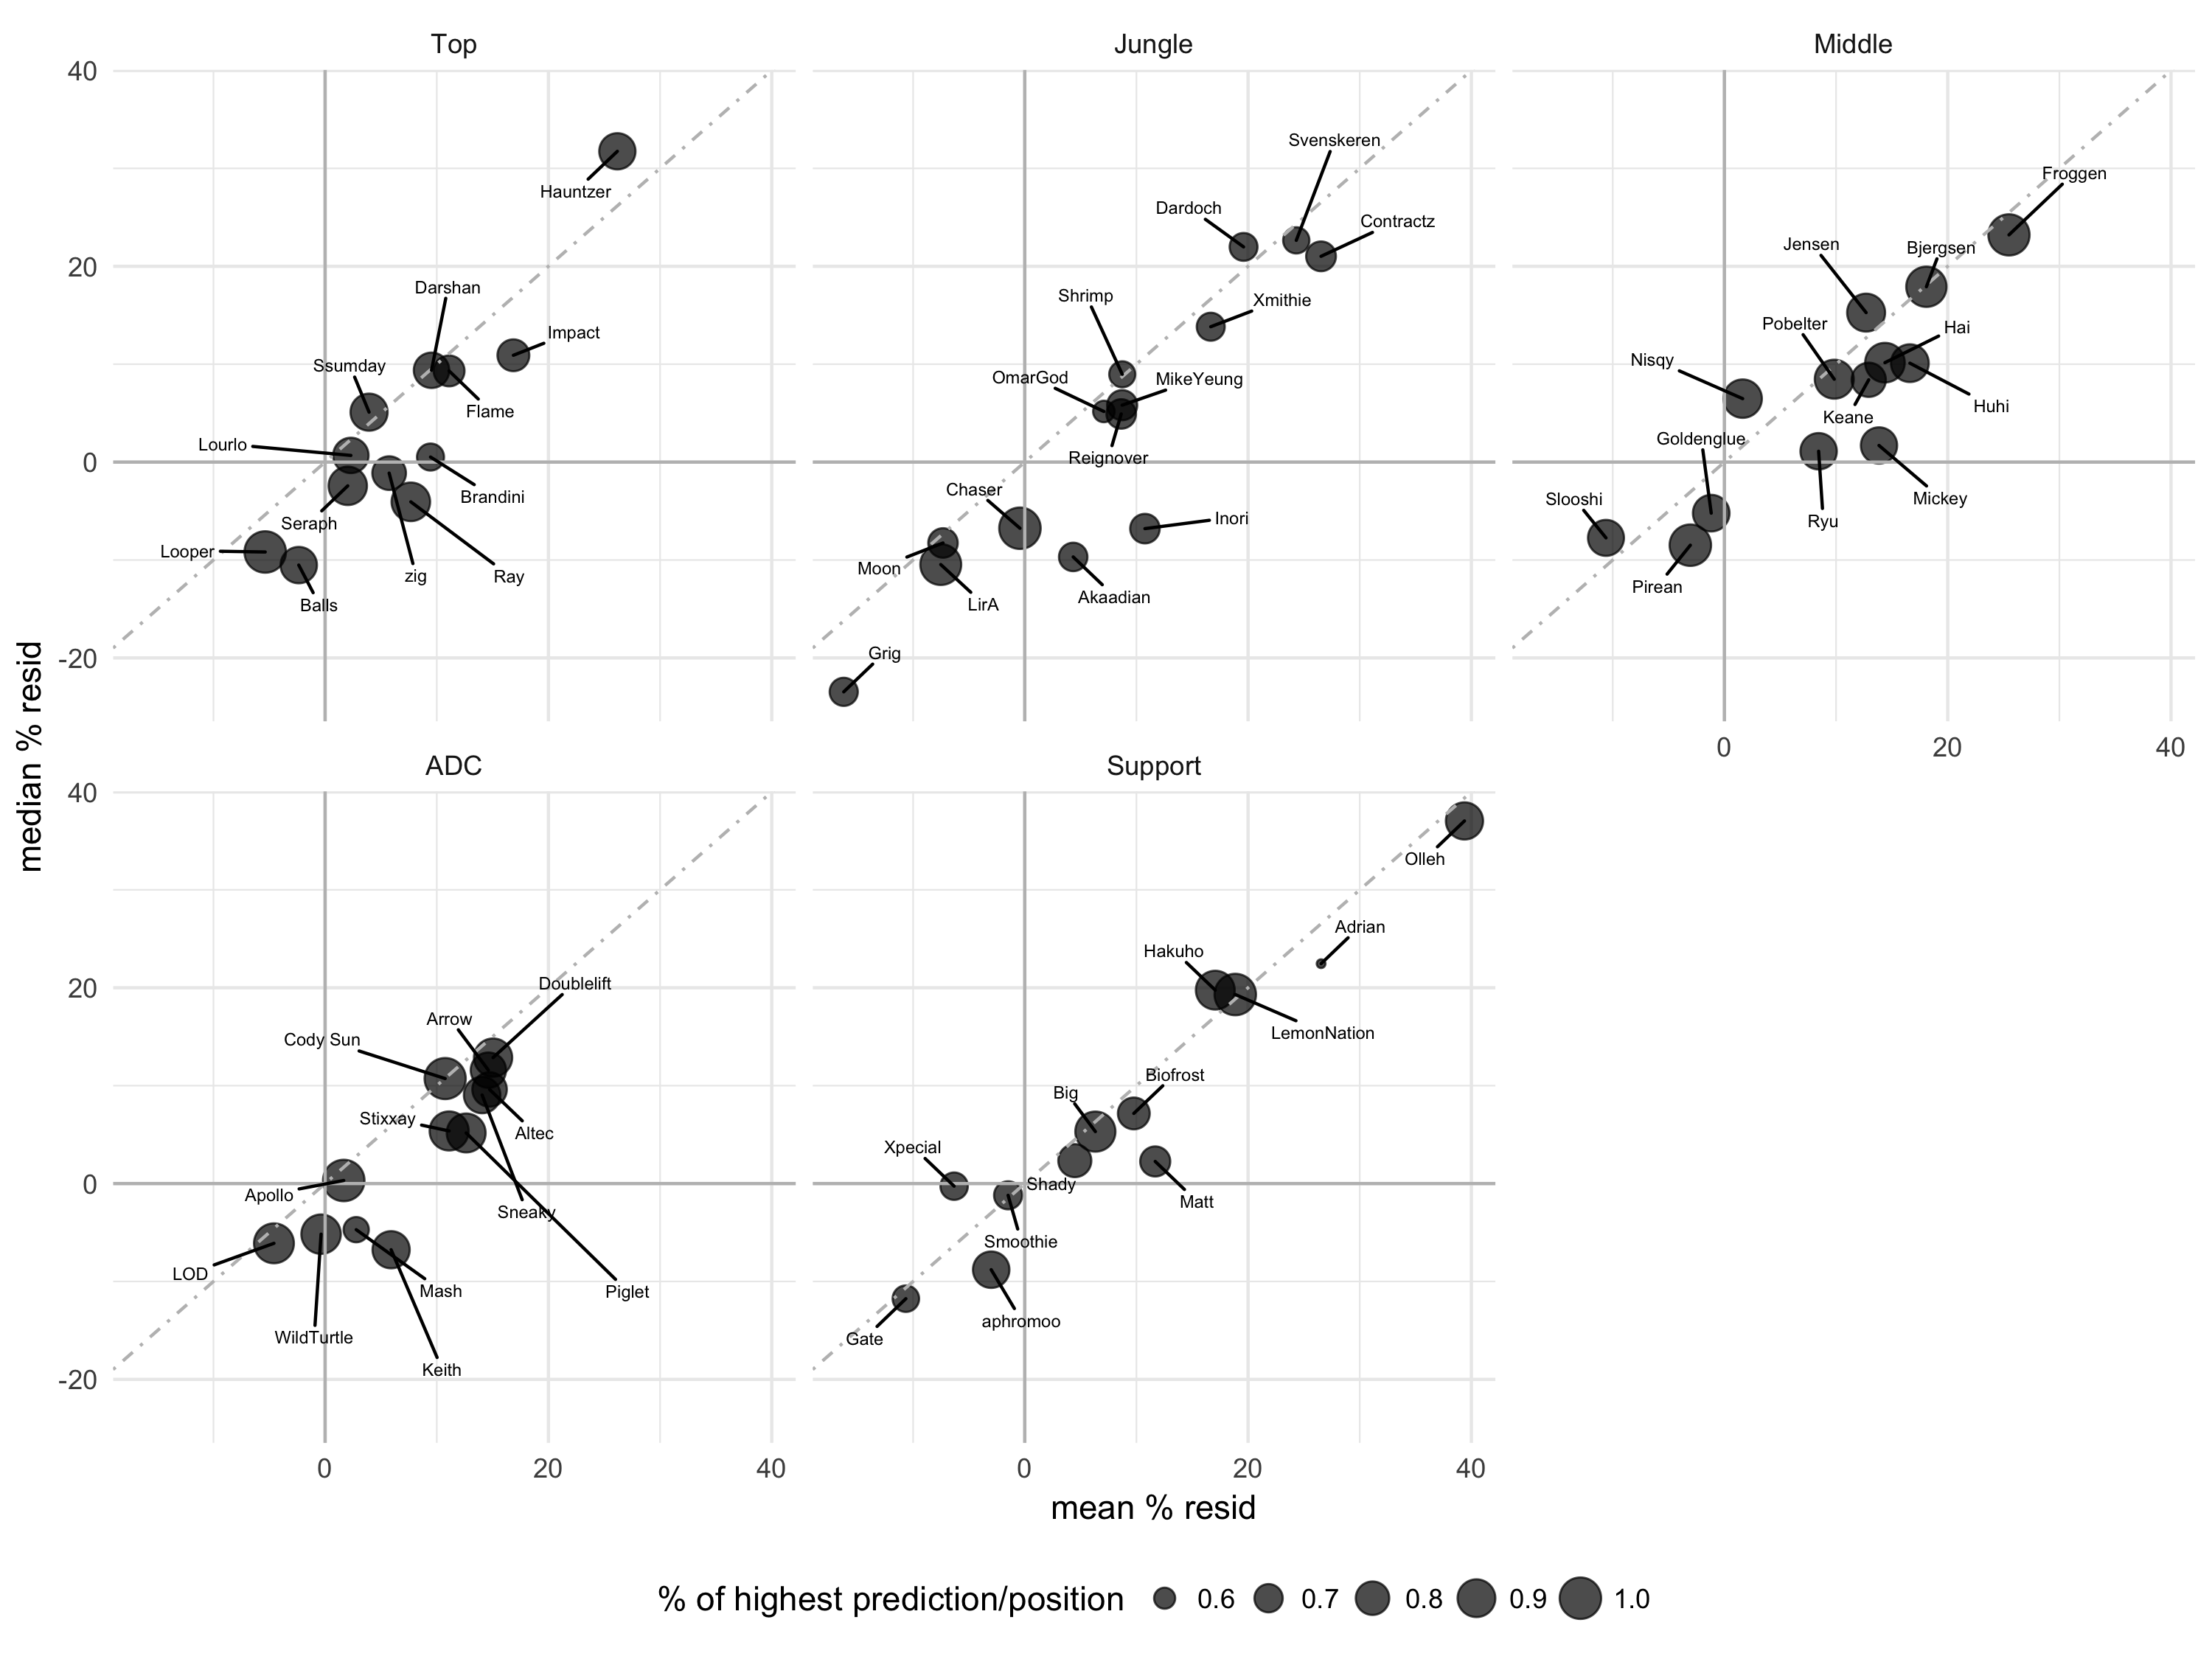 Top
Jungle
Middle
40
20
0
-20
Hauntzer
Darshan
Impact
Ssumday
Flame
Lourlo
Brandini
Seraph
Looper
zig
Ray
Balls
Svenskeren
Dardoch
Contractz
Shrimp
Xmithie
OmarGod
MikeYeung
Reignover
Chaser
Inori
Moon
LirA
Akaadian
Grig
Froggen
Jensen
Bjergsen
Pobelter
Hai
Nisqy
Huhi
Keane
Goldenglue
Slooshi
Ryu
Mickey
Pirean
0
20
40
median % resid
ADC
Support
40
20
0
-20
Doublelift
Arrow
Cody Sun
Stixxay
Altec
Apollo
Sneaky
LOD
Mash
Piglet
WildTurtle
Keith
Olleh
Adrian
Hakuho
LemonNation
Biofrost
Big
Xpecial
Shady
Matt
Smoothie
aphromoo
Gate
0
20
40
0
20
40
mean % resid
% of highest prediction/position 0.6 0.7 0.8 0.9 1.0